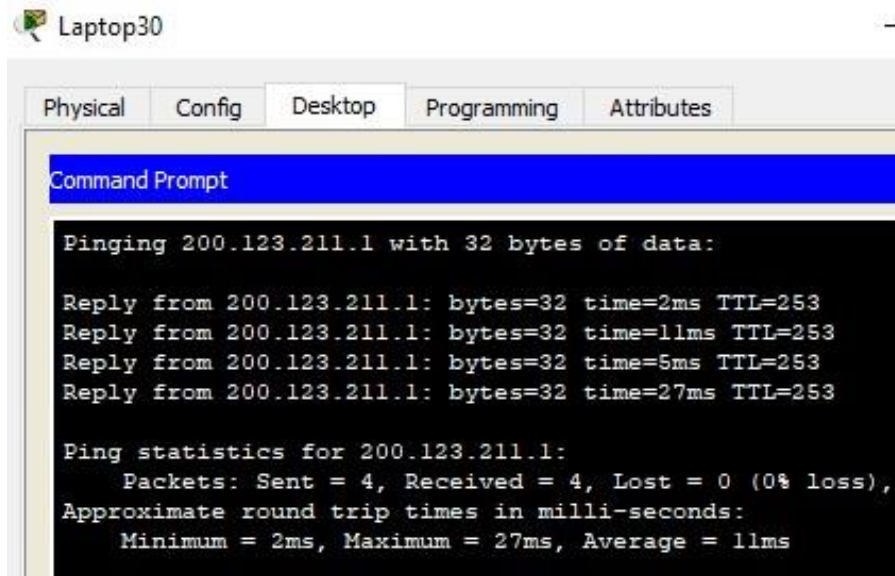 Laptop30
Physical Config Desktop Programming Attributes
Command Prompt
Pinging 200.123.211.1 with 32 bytes of data:
Reply from 200.123.211.1: bytes=32 time=2ms TTL=253
Reply from 200.123.211.1: bytes=32 time=11ms TTL=253
Reply from 200.123.211.1: bytes=32 time=5ms TTL=253
Reply from 200.123.211.1: bytes=32 time=27ms TTL=253
Ping statistics for 200.123.211.1:
Packets: Sent = 4, Received = 4, Lost = 0 (0% loss),
Approximate round trip times in milli-seconds:
Minimum = 2ms, Maximum = 27ms, Average = 11ms